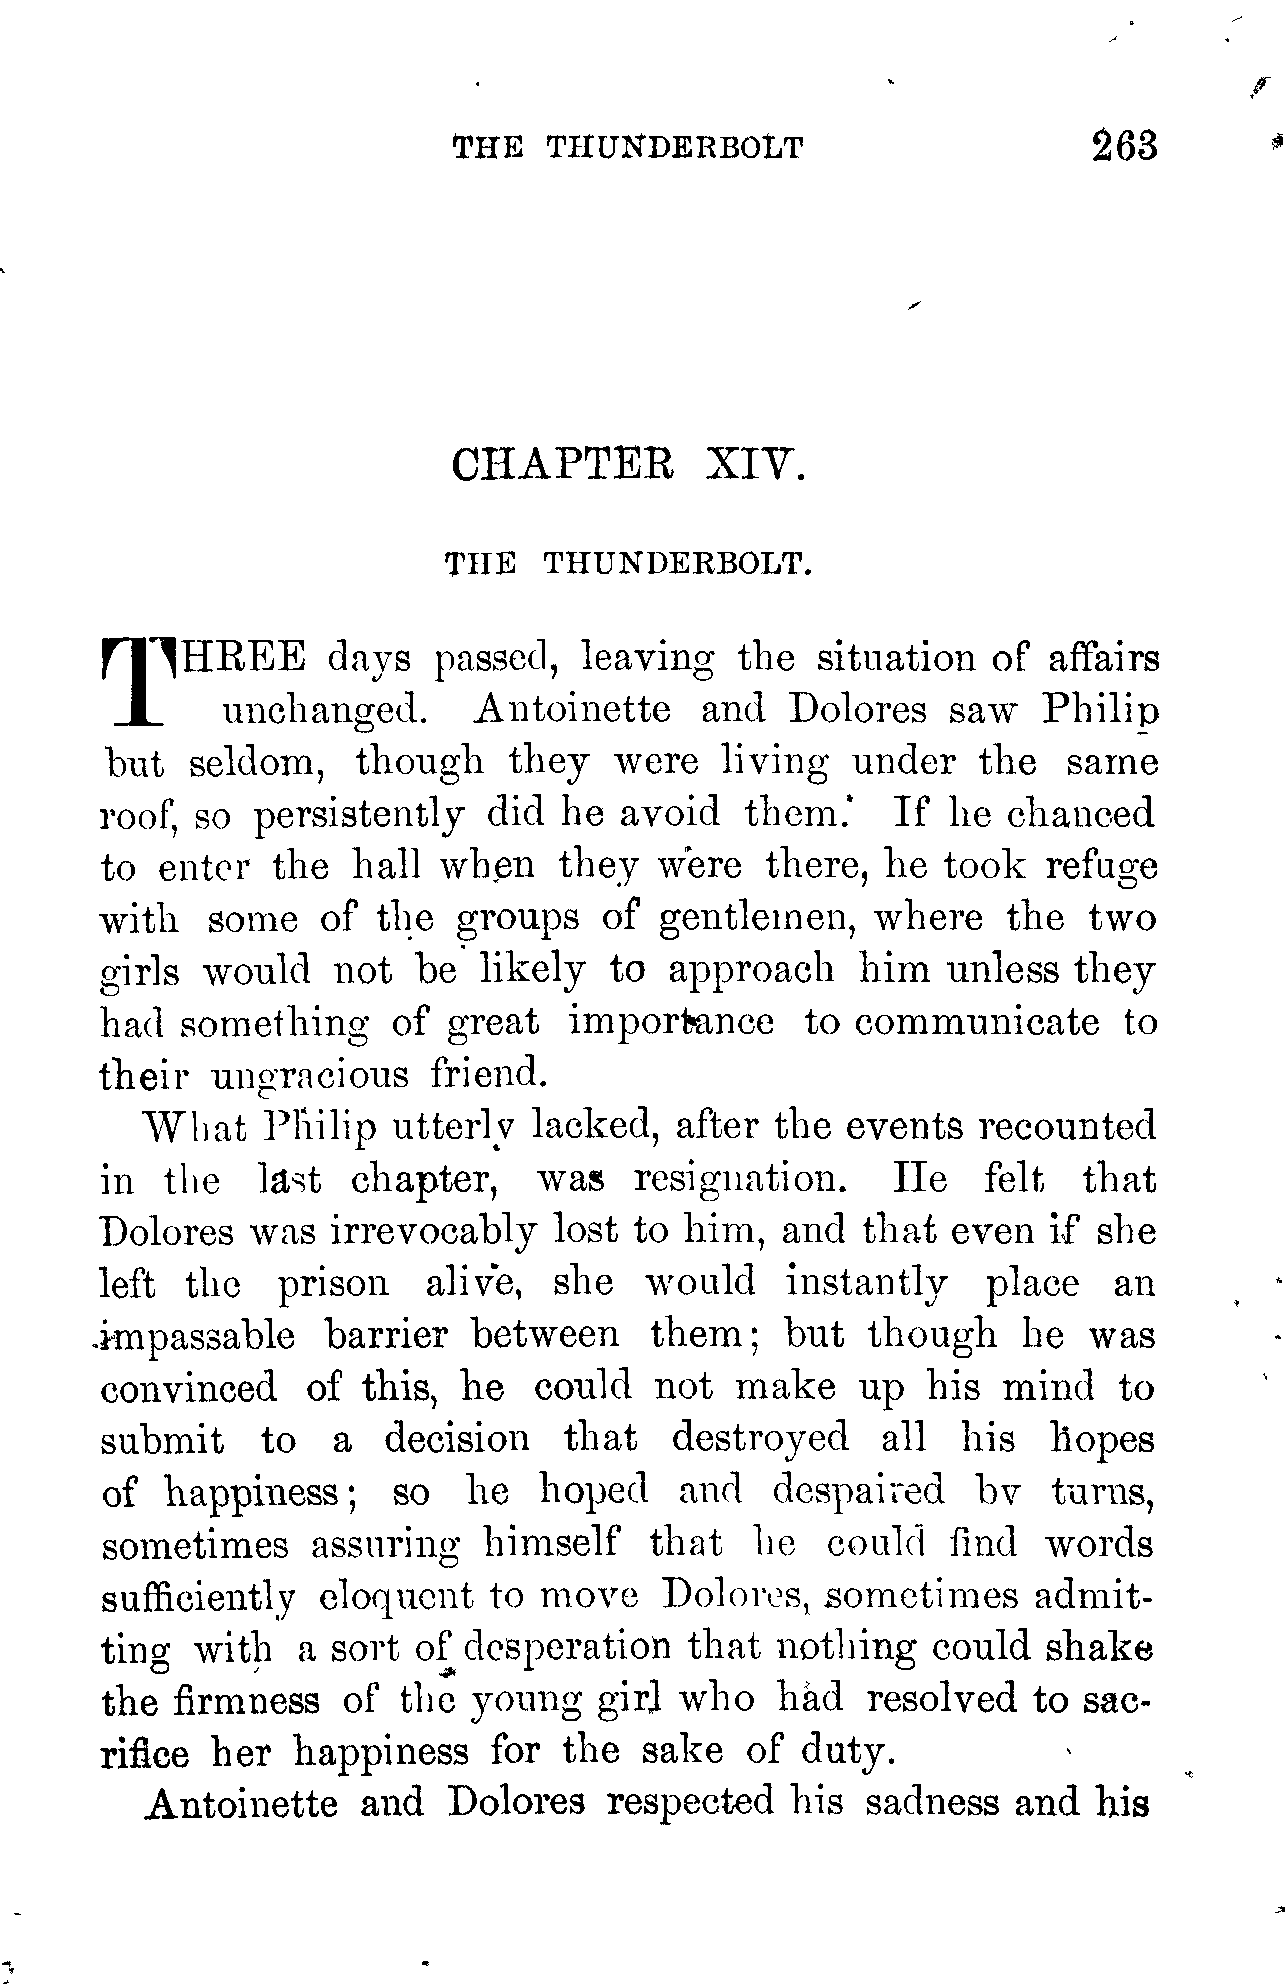 THE THUNDERBOLT 263
CHAPTER XIV.
THE THUNDERBOLT.
THREE days passed, leaving the situation of affairs
unchanged. Antoinette and Dolores saw Philip
but seldom, though they were living under the same
roof, so persistently did he avoid them. If he chanced
to enter the hall when they were there, he took refuge
with some of the groups of gentlemen, where the two
girls would not be likely to approach him unless they
had something of great importance to communicate to
their ungracious friend.
What Philip utterly lacked, after the events recounted
in the last chapter, was resignation. He felt that
Dolores was irrevocably lost to him, and that even if she
left the prison alive, she would instantly place an
impassable barrier between them; but though he was
convinced of this, he could not make up his mind to
submit to a decision that destroyed all his hopes
of happiness; so he hoped and despaired by turns,
sometimes assuring himself that he could find words
sufficiently eloquent to move Dolores, sometimes admit-
ting with a sort of desperation that nothing could shake
the firmness of the young girl who had resolved to sac-
rifice her happiness for the sake of duty.
Antoinette and Dolores respected his sadness and his